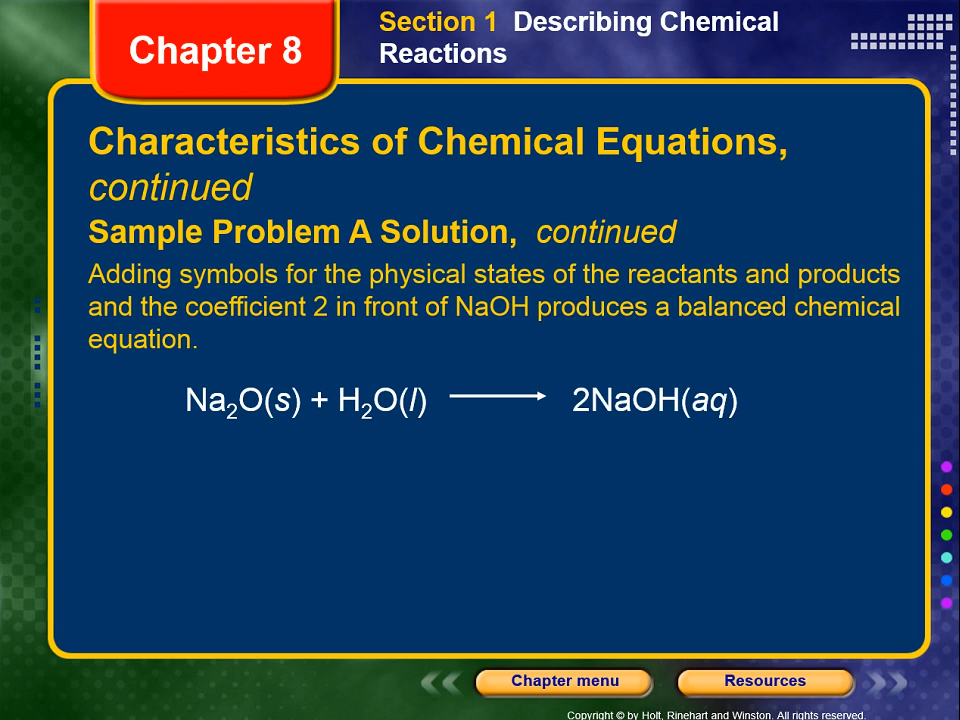 Chapter 8
Section 1  Describing Chemical
Reactions
Characteristics of Chemical Equations,
continued
Sample Problem A Solution,  continued
Adding symbols for the physical states of the reactants and products
and the coefficient 2 in front of NaOH produces a balanced chemical
equation.
Na₂O(s) + H₂O(l) ⟶ 2NaOH(aq)
Chapter menu Resources
Copyright © by Holt, Rinehart and Winston. All rights reserved.